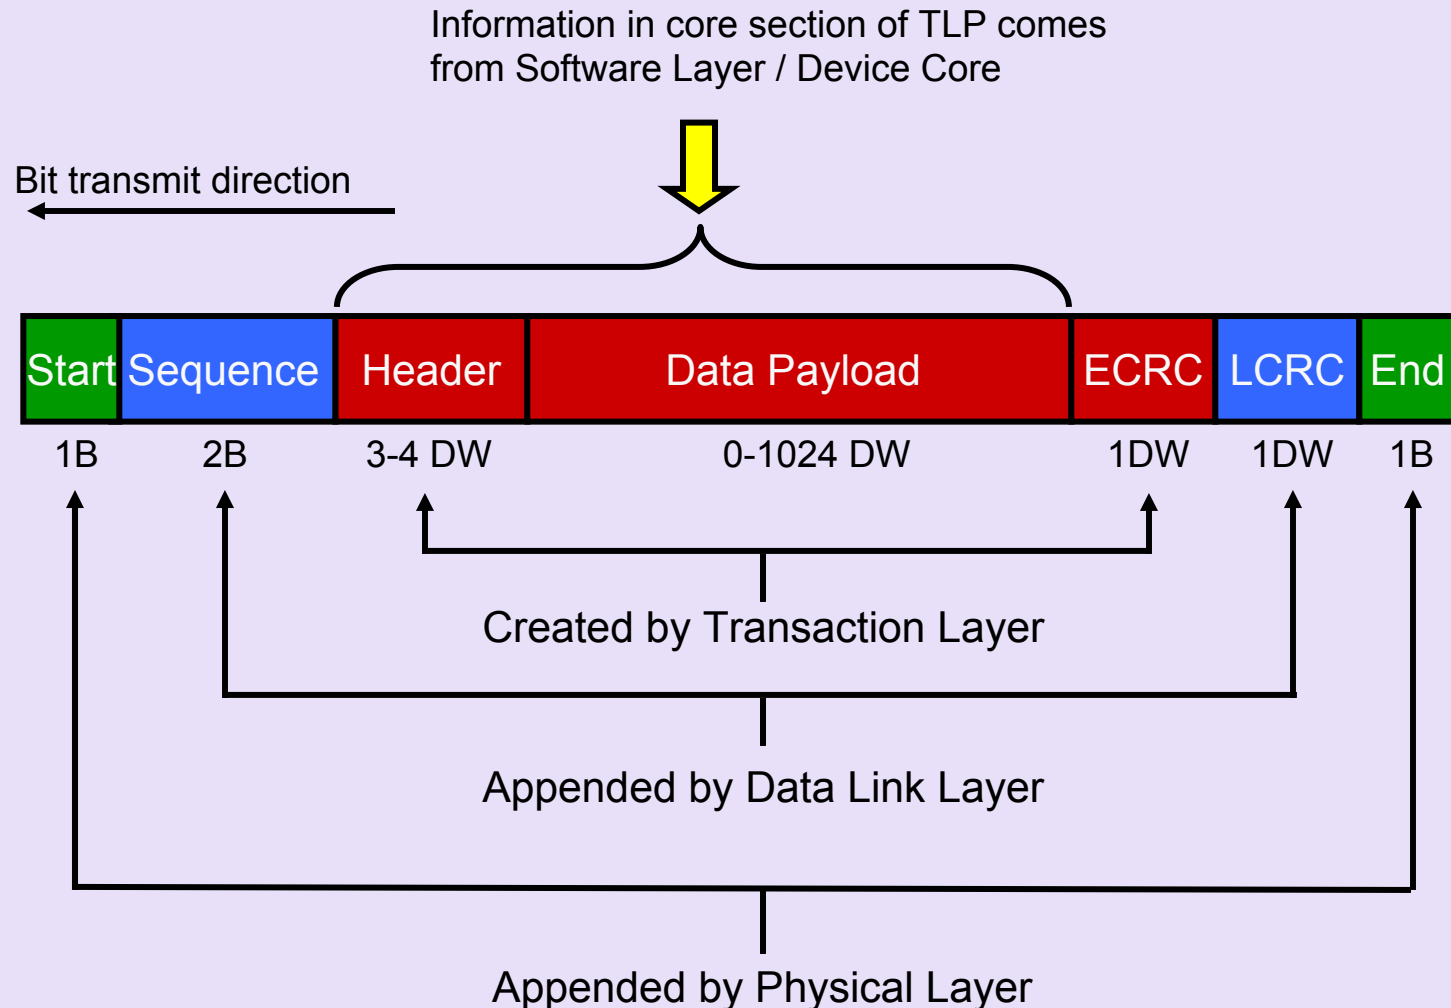 Information in core section of TLP comes
from Software Layer / Device Core
Bit transmit direction
Start Sequence Header Data Payload ECRC LCRC End
1B 2B 3-4 DW 0-1024 DW 1DW 1DW 1B
Created by Transaction Layer
Appended by Data Link Layer
Appended by Physical Layer